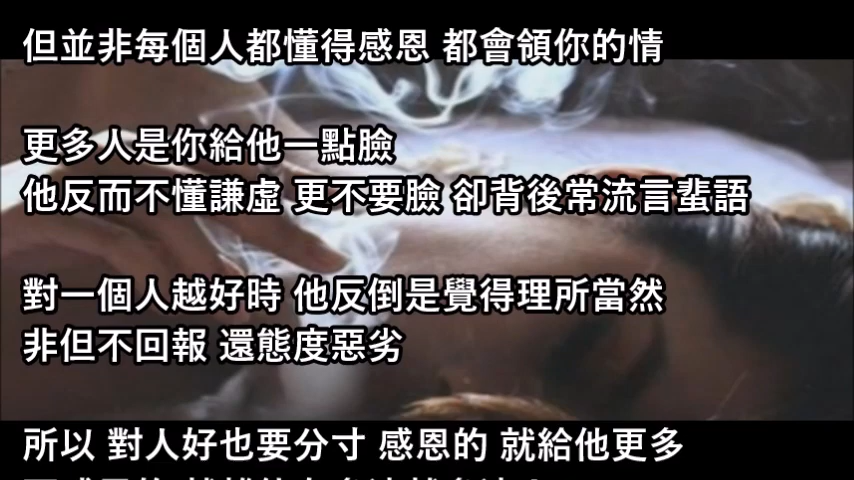 但並非每個人都懂得感恩 都會領你的情
更多人是你給他一點臉
他反而不懂謙虛 更不要臉 卻背後常流言蜚語
對一個人越好時 他反倒是覺得理所當然
非但不回報 還態度惡劣
所以 對人好也要分寸 感恩的 就給他更多